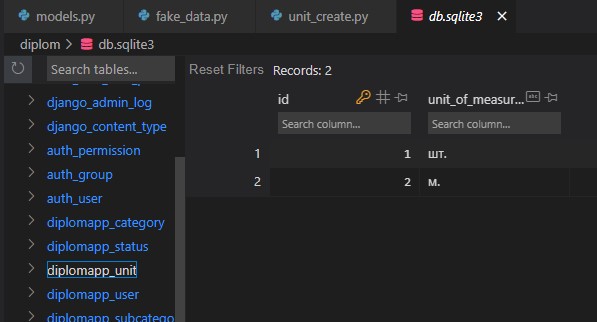 models.py fake_data.py unit_create.py db.sqlite3
diplom > db.sqlite3
Search tables... Reset Filters Records: 2
django_admin_log id unit_of_measur...
django_content_type Search column... Search column...
auth_permission 1 1 шт.
auth_group 2 2 м.
auth_user
diplomapp_category
diplomapp_status
diplomapp_unit
diplomapp_user
diplomapp_subcatego